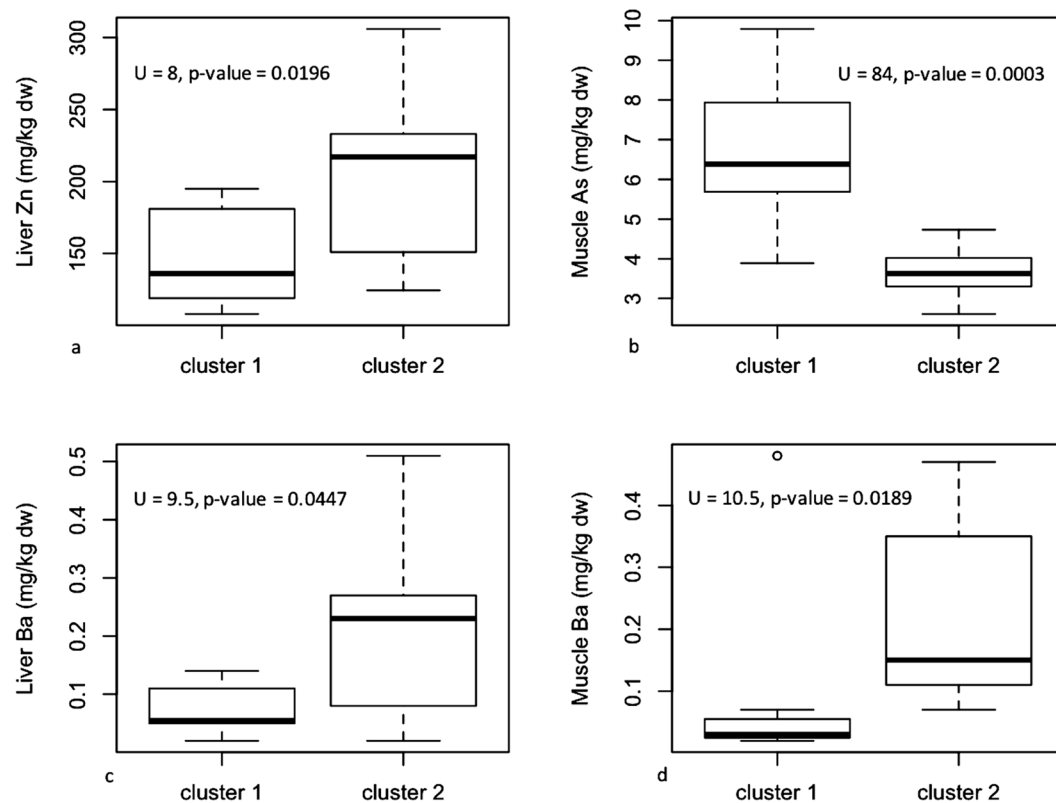 Liver Zn (mg/kg dw)
300
250
200
150
U = 8, p-value = 0.0196
a
cluster 1
cluster 2
Muscle As (mg/kg dw)
10
9
8
7
6
5
4
3
U = 84, p-value = 0.0003
b
cluster 1
cluster 2
Liver Ba (mg/kg dw)
0.5
0.4
0.3
0.2
0.1
U = 9.5, p-value = 0.0447
c
cluster 1
cluster 2
Muscle Ba (mg/kg dw)
0.4
0.3
0.2
0.1
U = 10.5, p-value = 0.0189
d
cluster 1
cluster 2